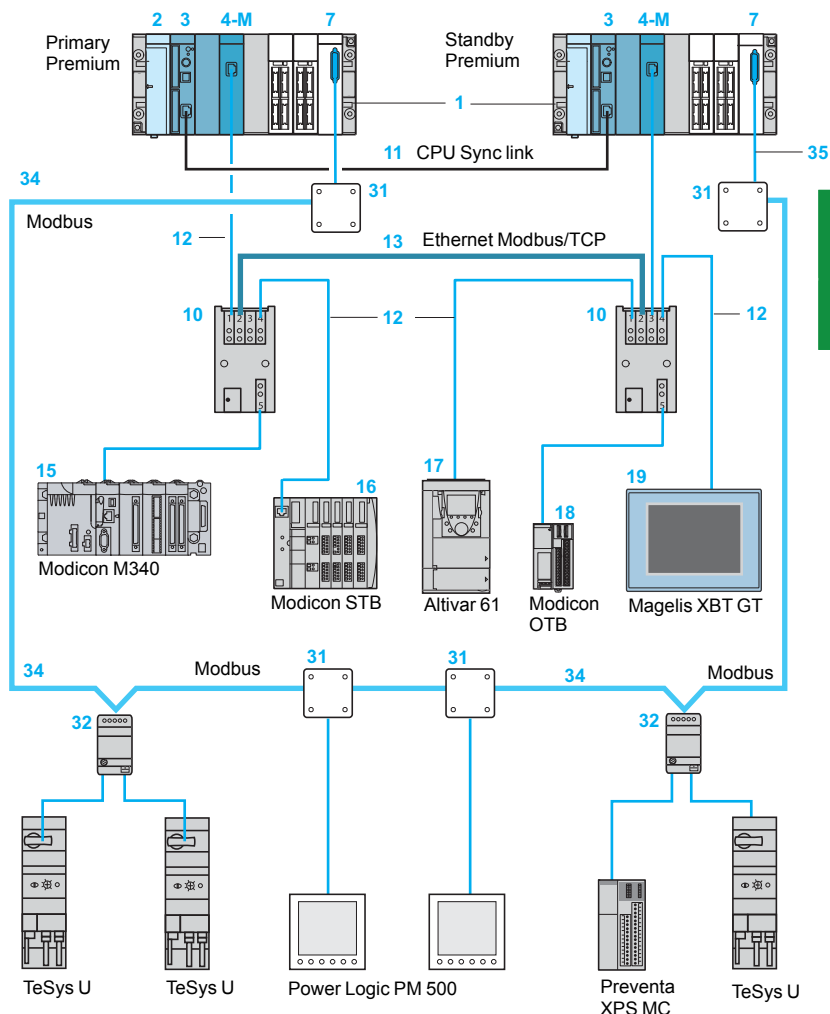 2 3 4-M 7
3 4-M 7
Primary
Premium
Standby
Premium
1
11 CPU Sync link
35
34
31
31
Modbus
12
13 Ethernet Modbus/TCP
10
1 2 3 4
5
12
10
1 2 3 4
5
12
15
Modicon M340
16
Modicon STB
17
Altivar 61
18
Modicon
OTB
19
Magelis XBT GT
34
Modbus
31
31
34
Modbus
32
32
TeSys U
TeSys U
Power Logic PM 500
Preventa
XPS MC
TeSys U